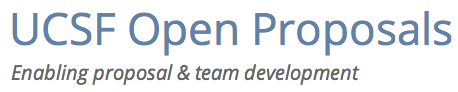 UCSF Open Proposals
Enabling proposal & team development